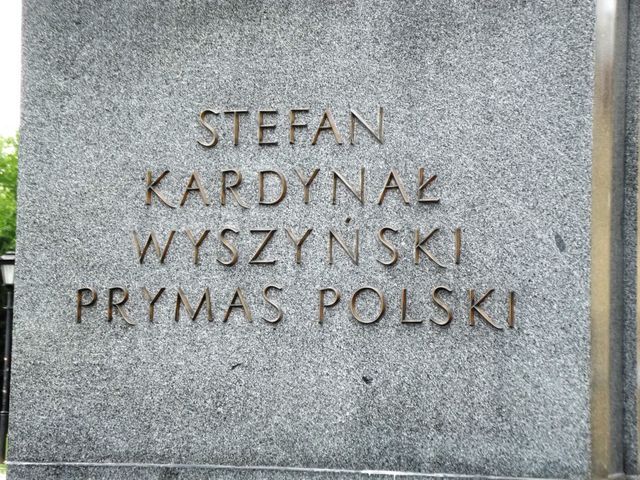 STEFAN
KARDYNAŁ
WYSZYŃSKI
PRYMAS POLSKI